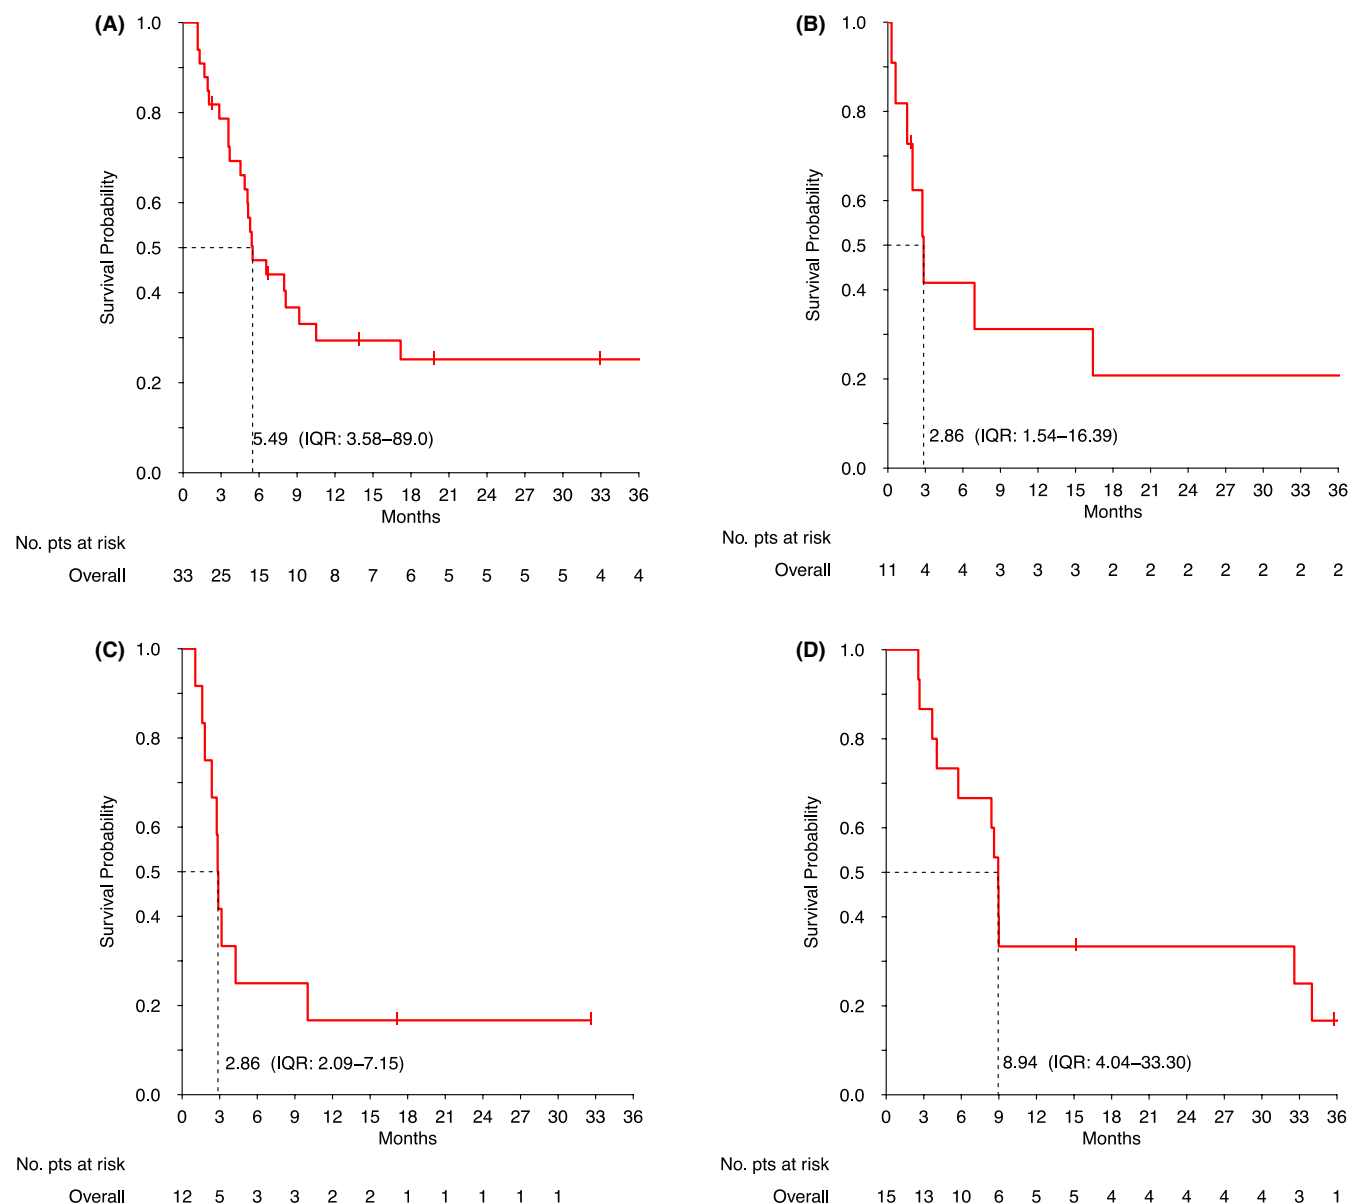 (A)
1.0
0.8
0.6
0.5
0.4
0.2
0.0
Survival Probability
5.49 (IQR: 3.58–89.0)
0 3 6 9 12 15 18 21 24 27 30 33 36
Months
No. pts at risk
Overall 33 25 15 10 8 7 6 5 5 5 5 4 4
(B)
1.0
0.8
0.6
0.5
0.4
0.2
0.0
Survival Probability
2.86 (IQR: 1.54–16.39)
0 3 6 9 12 15 18 21 24 27 30 33 36
Months
No. pts at risk
Overall 11 4 4 3 3 3 2 2 2 2 2 2 2
(C)
1.0
0.8
0.6
0.5
0.4
0.2
0.0
Survival Probability
2.86 (IQR: 2.09–7.15)
0 3 6 9 12 15 18 21 24 27 30 33 36
Months
No. pts at risk
Overall 12 5 3 3 2 2 1 1 1 1 1
(D)
1.0
0.8
0.6
0.5
0.4
0.2
0.0
Survival Probability
8.94 (IQR: 4.04–33.30)
0 3 6 9 12 15 18 21 24 27 30 33 36
Months
No. pts at risk
Overall 15 13 10 6 5 5 4 4 4 4 4 3 1